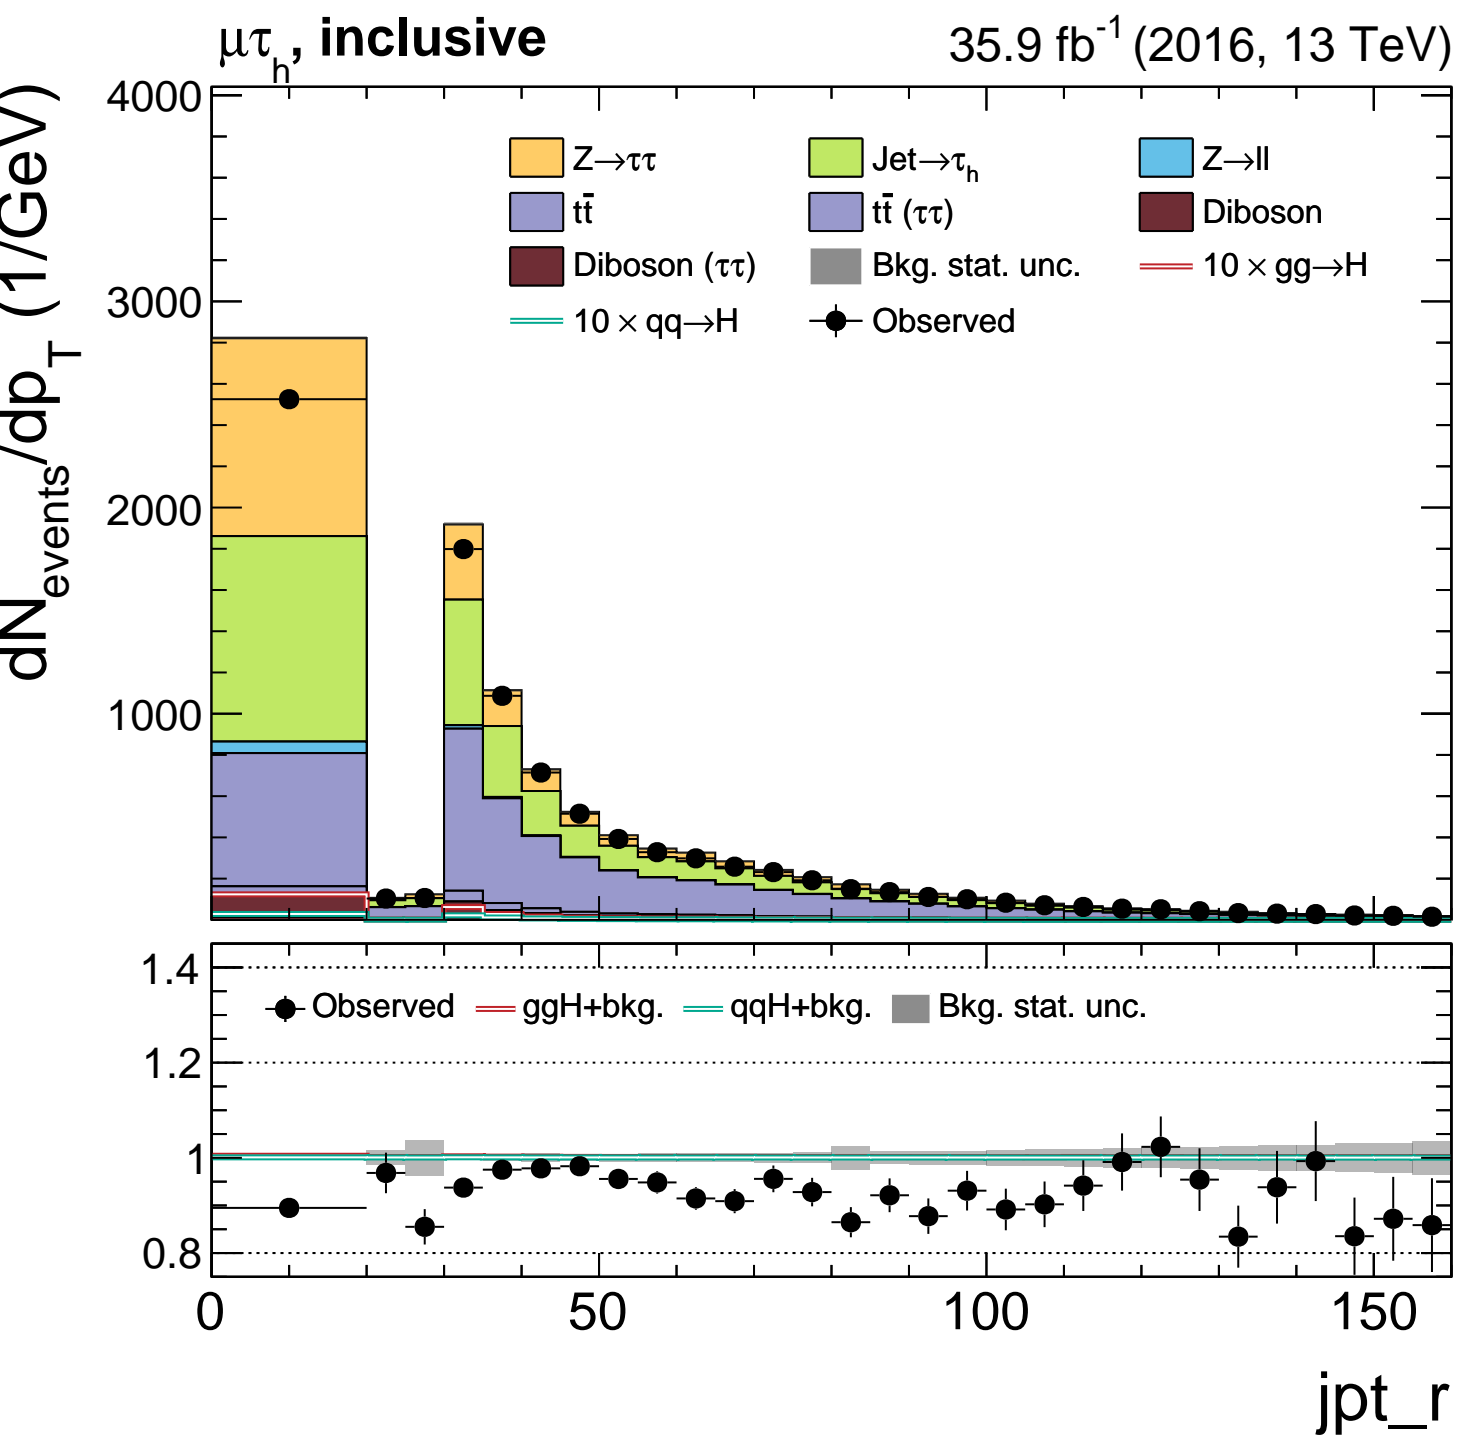 μτh, inclusive
35.9 fb-1 (2016, 13 TeV)
dNevents/dpT (1/GeV)
4000
3000
2000
1000
Z→ττ
Jet→τh
Z→ll
tt̄
tt̄ (ττ)
Diboson
Diboson (ττ)
Bkg. stat. unc.
10 × gg→H
10 × qq→H
Observed
1.4
1.2
1
0.8
Observed
ggH+bkg.
qqH+bkg.
Bkg. stat. unc.
0
50
100
150
jpt_r